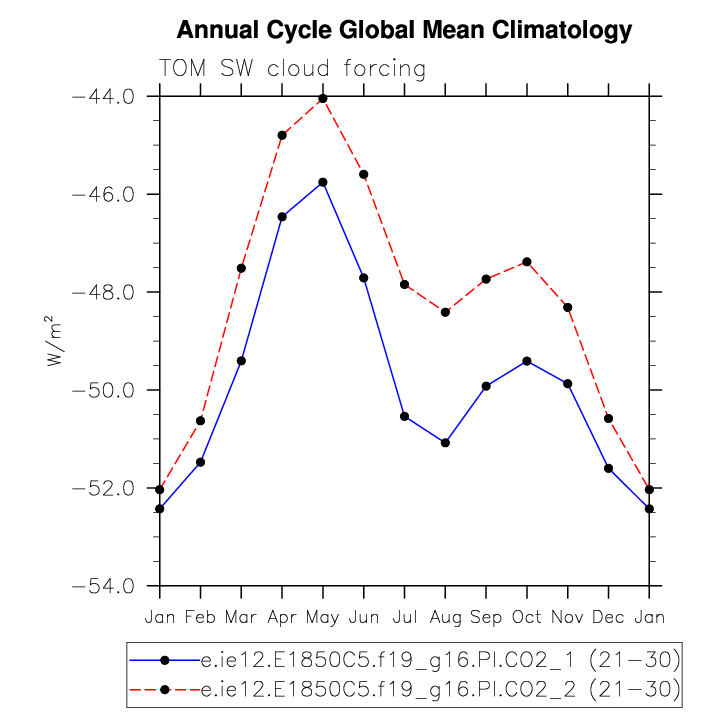 Annual Cycle Global Mean Climatology
TOM SW cloud forcing
−44.0
−46.0
−48.0
−50.0
−52.0
−54.0
W/m²
Jan Feb Mar Apr May Jun Jul Aug Sep Oct Nov Dec Jan
e.ie12.E1850C5.f19_g16.PI.CO2_1 (21−30)
e.ie12.E1850C5.f19_g16.PI.CO2_2 (21−30)